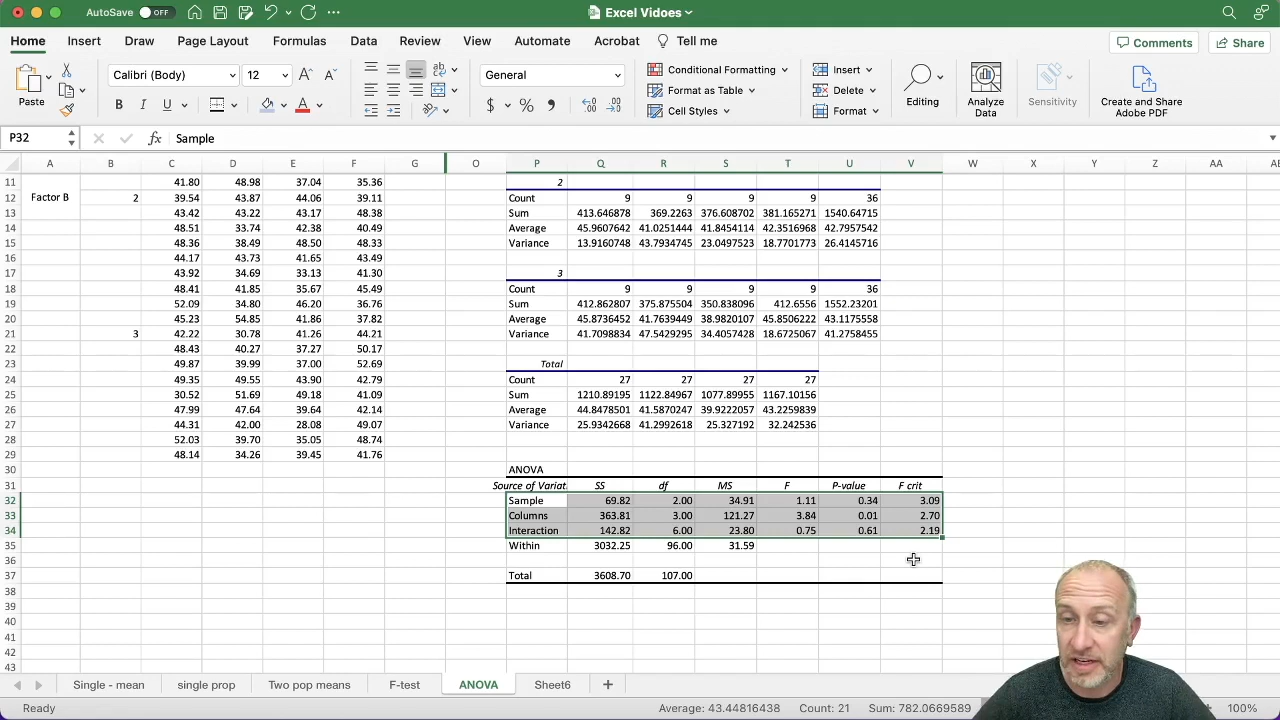 AutoSave OFF Excel Vidoes
Home Insert Draw Page Layout Formulas Data Review View Automate Acrobat Tell me Comments Share
Paste Calibri (Body) 12 A A ab General Conditional Formatting Insert Editing Analyze Data Sensitivity Create and Share Adobe PDF
Format as Table Delete
B I U A $ % , Cell Styles Format
P32 fx Sample
A B C D E F G O P Q R S T U V W X Y Z AA AE
11 41.80 48.98 37.04 35.36 2
12 Factor B 2 39.54 43.87 44.06 39.11 Count 9 9 9 9 36
13 43.42 43.22 43.17 48.38 Sum 413.646878 369.2263 376.608702 381.165271 1540.64715
14 48.51 33.74 42.38 40.49 Average 45.9607642 41.0251444 41.8454114 42.3516968 42.7957542
15 48.36 38.49 48.50 48.33 Variance 13.9160748 43.7934745 23.0497523 18.7701773 26.4145716
16 44.17 43.73 41.65 43.49
17 43.92 34.69 33.13 41.30 3
18 48.41 41.85 35.67 45.49 Count 9 9 9 9 36
19 52.09 34.80 46.20 36.76 Sum 412.862807 375.875504 350.838096 412.6556 1552.23201
20 45.23 54.85 41.86 37.82 Average 45.8736452 41.7639449 38.9820107 45.8506222 43.1175558
21 3 42.22 30.78 41.26 44.21 Variance 41.7098834 47.5429295 34.4057428 18.6725067 41.2758455
22 48.43 40.27 37.27 50.17
23 49.87 39.99 37.00 52.69 Total
24 49.35 49.55 43.90 42.79 Count 27 27 27 27
25 30.52 51.69 49.18 41.09 Sum 1210.89195 1122.84967 1077.89955 1167.10156
26 47.99 47.64 39.64 42.14 Average 44.8478501 41.5870247 39.9222057 43.2259839
27 44.31 42.00 28.08 49.07 Variance 25.9342668 41.2992618 25.327192 32.242536
28 52.03 39.70 35.05 48.74
29 48.14 34.26 39.45 41.76
30 ANOVA
31 Source of Variat. SS df MS F P-value F crit
32 Sample 69.82 2.00 34.91 1.11 0.34 3.09
33 Columns 363.81 3.00 121.27 3.84 0.01 2.70
34 Interaction 142.82 6.00 23.80 0.75 0.61 2.19
35 Within 3032.25 96.00 31.59
36
37 Total 3608.70 107.00
38
39
40
41
42
43
Single - mean single prop Two pop means F-test ANOVA Sheet6
Ready Average: 43.44816438 Count: 21 Sum: 782.0669589 100%